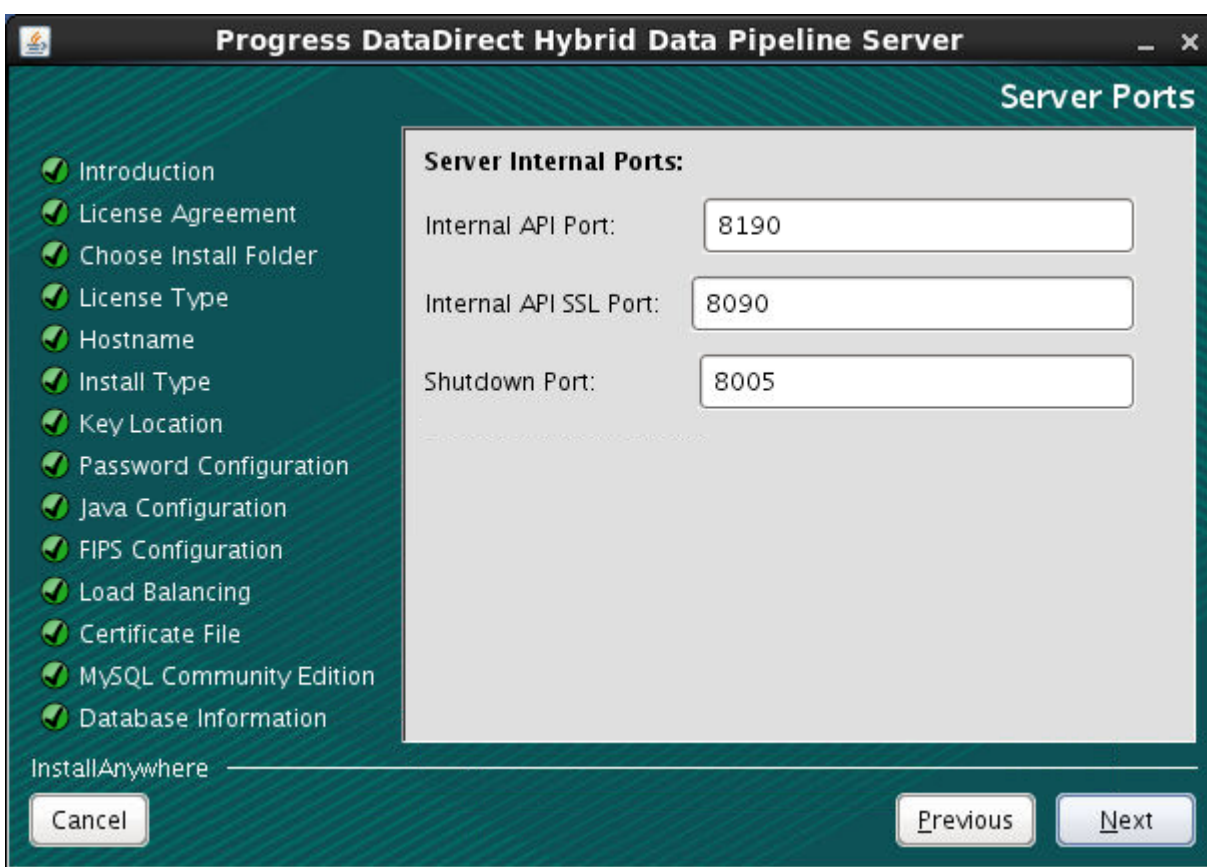 Progress DataDirect Hybrid Data Pipeline Server
Server Ports
Introduction
License Agreement
Choose Install Folder
License Type
Hostname
Install Type
Key Location
Password Configuration
Java Configuration
FIPS Configuration
Load Balancing
Certificate File
MySQL Community Edition
Database Information
Server Internal Ports:
Internal API Port: 8190
Internal API SSL Port: 8090
Shutdown Port: 8005
InstallAnywhere
Cancel Previous Next